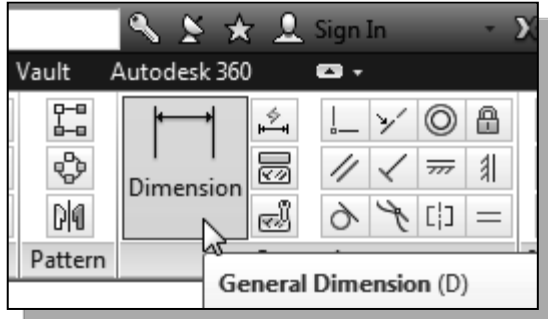 Sign In
Vault Autodesk 360
Dimension
Pattern
General Dimension (D)